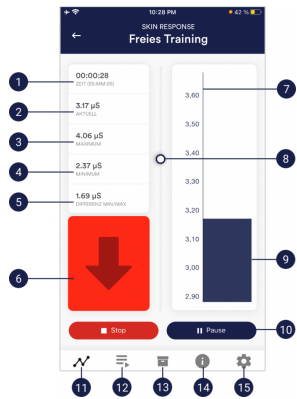 10:28 PM
42 %
SKIN RESPONSE
Freies Training
1
00:00:28
ZEIT (SS:MM:SS)
2
3.17 µS
AKTUELL
3
4.06 µS
MAXIMUM
4
2.37 µS
MINIMUM
5
1.69 µS
DIFFERENZ MIN/MAX
6
3,60
3,50
3,40
3,30
3,20
3,10
3,00
2,90
7
8
9
Stop
Pause
10
11
12
13
14
15